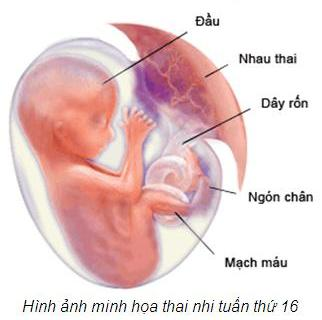 Đầu
Nhau thai
Dây rốn
Ngón chân
Mạch máu
Hình ảnh minh họa thai nhi tuần thứ 16